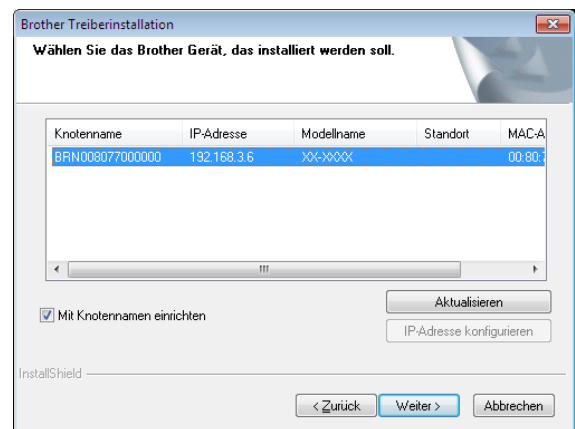 Brother Treiberinstallation
Wählen Sie das Brother Gerät, das installiert werden soll.
Knotenname IP-Adresse Modellname Standort MAC-A
BRN008077000000 192.168.3.6 XX-XXXX 00:80:7
Mit Knotennamen einrichten
Aktualisieren
IP-Adresse konfigurieren
InstallShield
< Zurück Weiter > Abbrechen